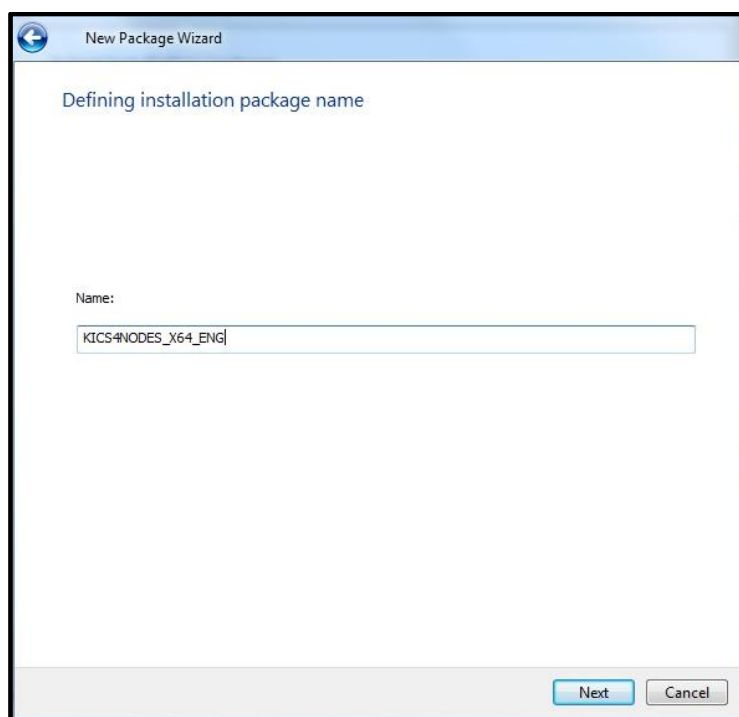 New Package Wizard
Defining installation package name
Name:
KICS4NODES_X64_ENG
Next
Cancel